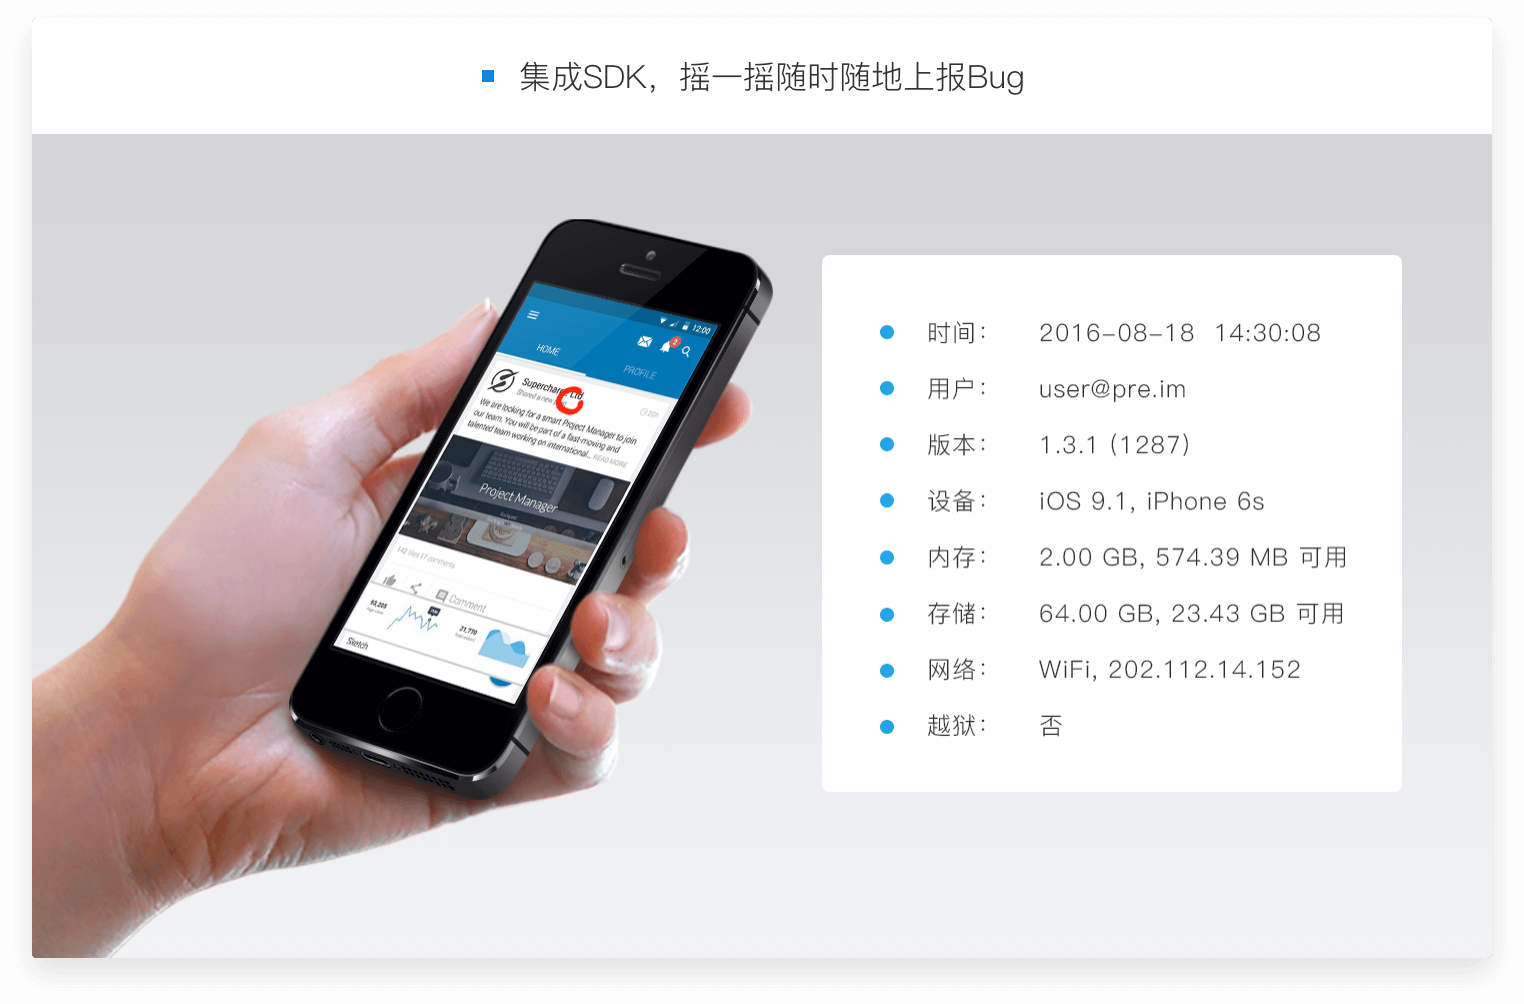 集成SDK，摇一摇随时随地上报Bug
12:00
2
HOME
PROFILE
Shared a new
We are looking for a smart Project Manager to join
our team. You will be part of a fast-moving and
talented team working on international... READ MORE
Project Manager
142 likes 17 comments
Comment
93,205
21,770
Sketch
时间： 2016-08-18 14:30:08
用户： user@pre.im
版本： 1.3.1 (1287)
设备： iOS 9.1, iPhone 6s
内存： 2.00 GB, 574.39 MB 可用
存储： 64.00 GB, 23.43 GB 可用
网络： WiFi, 202.112.14.152
越狱： 否